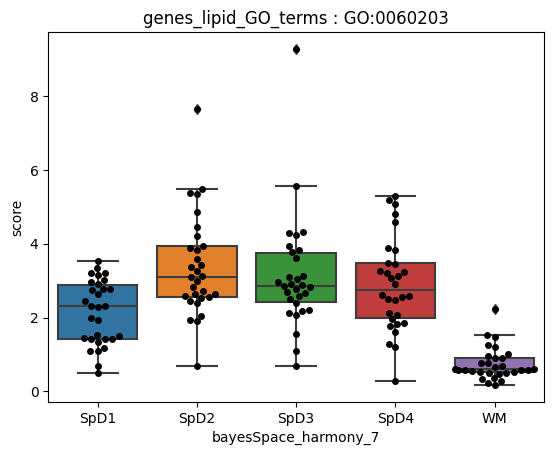 genes_lipid_GO_terms : GO:0060203
score
8
6
4
2
0
SpD1 SpD2 SpD3 SpD4 WM
bayesSpace_harmony_7